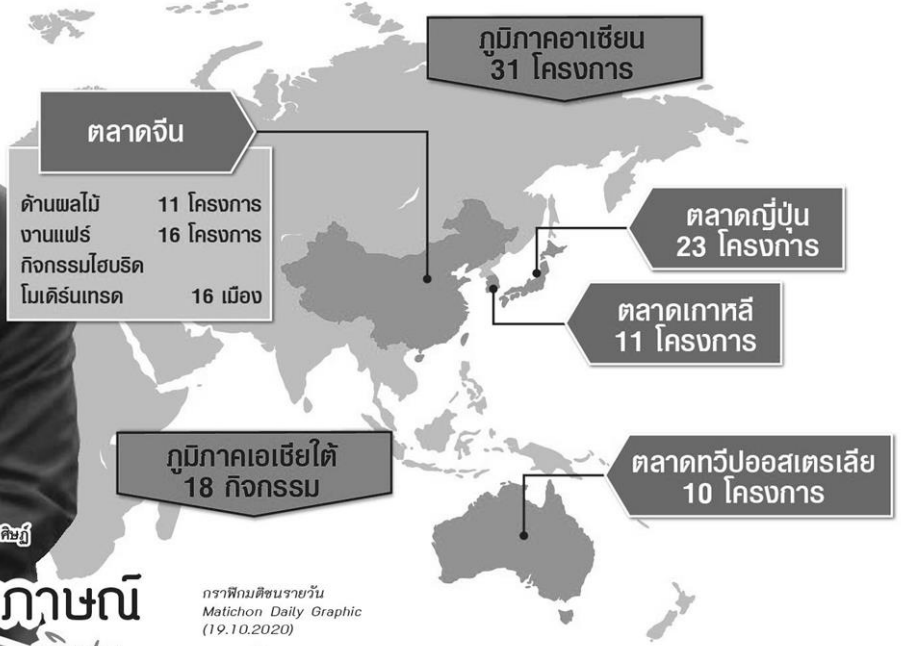 ภูมิภาคอาเซียน
31 โครงการ
ตลาดจีน
ด้านผลไม้ 11 โครงการ
งานแฟร์ 16 โครงการ
กิจกรรมไฮบริด
โมเดิร์นเทรด 16 เมือง
ตลาดญี่ปุ่น
23 โครงการ
ตลาดเกาหลี
11 โครงการ
ภูมิภาคเอเชียใต้
18 กิจกรรม
ตลาดทวีปออสเตรเลีย
10 โครงการ
ศิษฏ์
ภาษณ์
กราฟิกมติชนรายวัน
Matichon Daily Graphic
(19.10.2020)